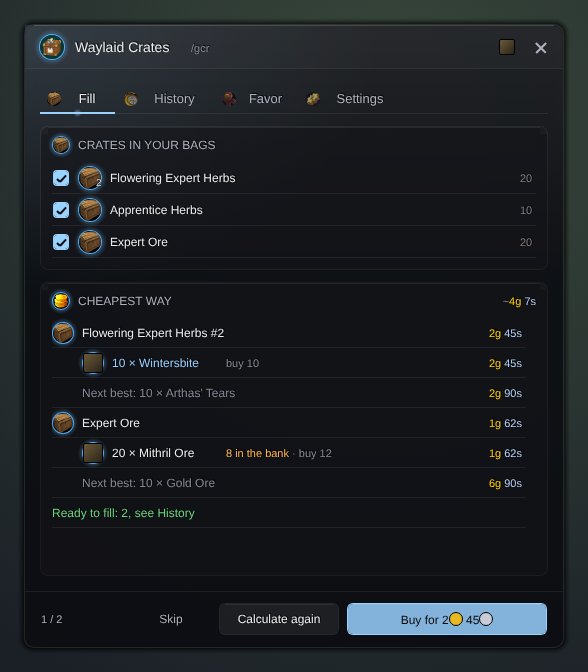 Waylaid Crates /gcr
Fill History Favor Settings
CRATES IN YOUR BAGS
2 Flowering Expert Herbs 20
Apprentice Herbs 10
Expert Ore 20
CHEAPEST WAY ~4g 7s
Flowering Expert Herbs #2 2g 45s
10 × Wintersbite buy 10 2g 45s
Next best: 10 × Arthas' Tears 2g 90s
Expert Ore 1g 62s
20 × Mithril Ore 8 in the bank · buy 12 1g 62s
Next best: 10 × Gold Ore 6g 90s
Ready to fill: 2, see History
1 / 2 Skip Calculate again Buy for 2 45